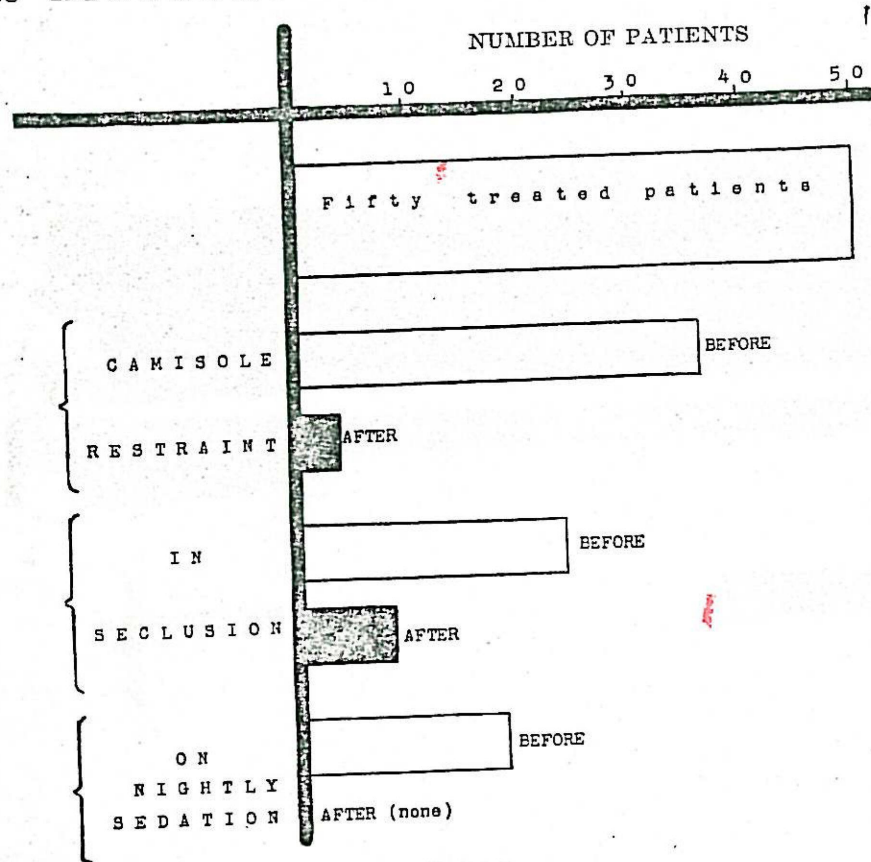 NUMBER OF PATIENTS
10 20 30 40 50
Fifty treated patients
CAMISOLE
BEFORE
RESTRAINT
AFTER
IN
BEFORE
SECLUSION
AFTER
ON
NIGHTLY
BEFORE
SEDATION
AFTER (none)